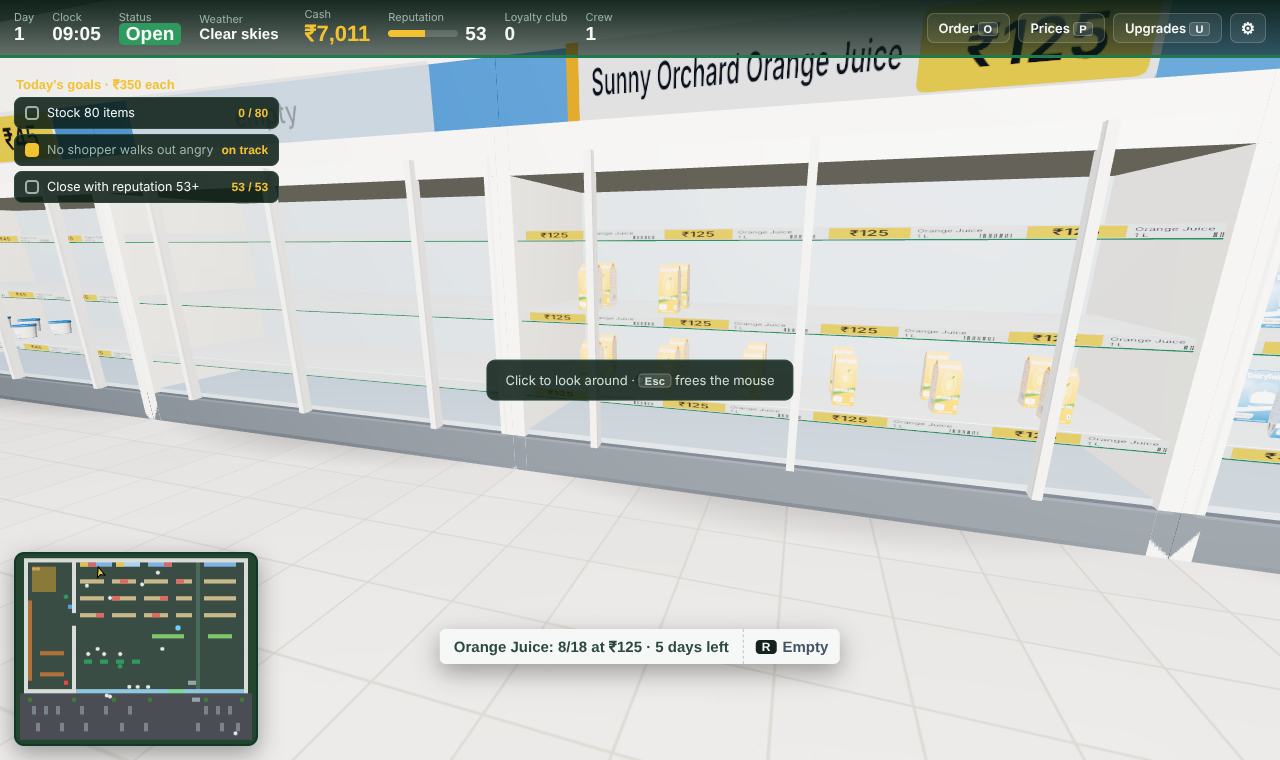 Day
1
Clock
09:05
Status
Open
Weather
Clear skies
Cash
₹7,011
Reputation
53
Loyalty club
0
Crew
1
Order O
Prices P
Upgrades U
Sunny Orchard Orange Juice
₹125
Today's goals · ₹350 each
Stock 80 items 0 / 80
No shopper walks out angry on track
Close with reputation 53+ 53 / 53
₹125 Orange Juice 1 L
₹125 Orange Juice 1 L
₹125 Orange Juice 1 L
Click to look around · Esc frees the mouse
Orange Juice: 8/18 at ₹125 · 5 days left
R Empty